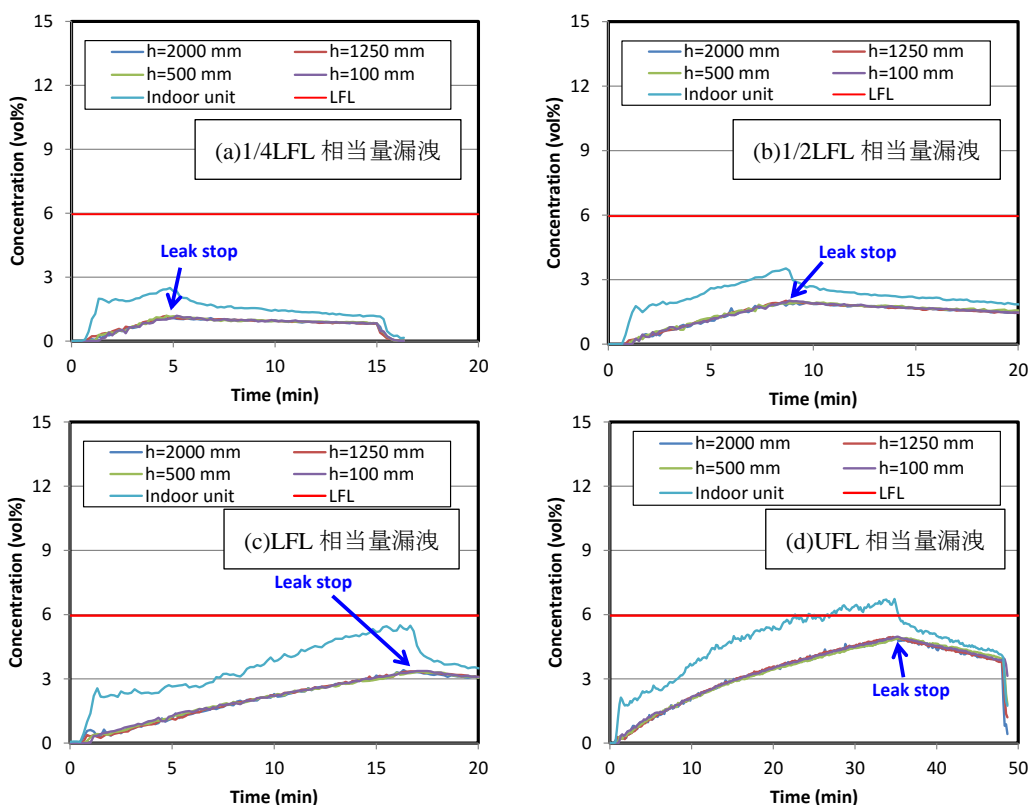 15
12
9
6
3
0
Concentration (vol%)
h=2000 mm
h=1250 mm
h=500 mm
h=100 mm
Indoor unit
LFL
(a)1/4LFL 相当量漏洩
Leak stop
0
5
10
15
20
Time (min)
15
12
9
6
3
0
Concentration (vol%)
h=2000 mm
h=1250 mm
h=500 mm
h=100 mm
Indoor unit
LFL
(b)1/2LFL 相当量漏洩
Leak stop
0
5
10
15
20
Time (min)
15
12
9
6
3
0
Concentration (vol%)
h=2000 mm
h=1250 mm
h=500 mm
h=100 mm
Indoor unit
LFL
(c)LFL 相当量漏洩
Leak stop
0
5
10
15
20
Time (min)
15
12
9
6
3
0
Concentration (vol%)
h=2000 mm
h=1250 mm
h=500 mm
h=100 mm
Indoor unit
LFL
(d)UFL 相当量漏洩
Leak stop
0
10
20
30
40
50
Time (min)